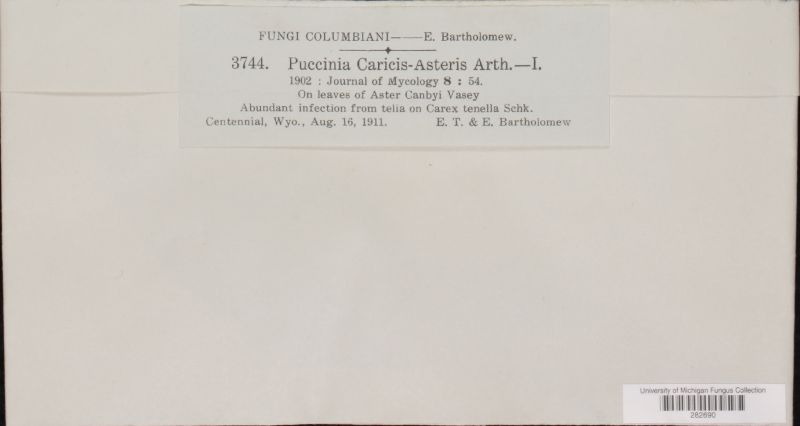 FUNGI COLUMBIANI——E. Bartholomew.
3744. Puccinia Caricis-Asteris Arth.—I.
1902 : Journal of Mycology 8 : 54.
On leaves of Aster Canbyi Vasey
Abundant infection from telia on Carex tenella Schk.
Centennial, Wyo., Aug. 16, 1911. E. T. & E. Bartholomew
University of Michigan Fungus Collection
282690